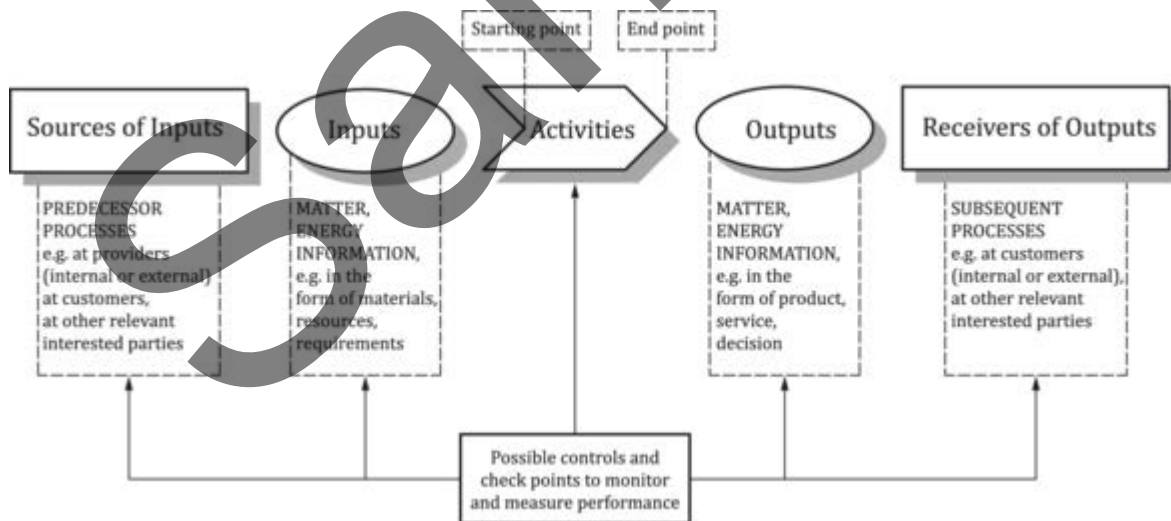 Starting point
End point
Sources of Inputs
Inputs
Activities
Outputs
Receivers of Outputs
PREDECESSOR
PROCESSES
e.g. at providers
(internal or external)
at customers,
at other relevant
interested parties
MATTER,
ENERGY
INFORMATION,
e.g. in the
form of materials,
resources,
requirements
MATTER,
ENERGY
INFORMATION,
e.g. in the
form of product,
service,
decision
SUBSEQUENT
PROCESSES
e.g. at customers
(internal or external),
at other relevant
interested parties
Possible controls and
check points to monitor
and measure performance